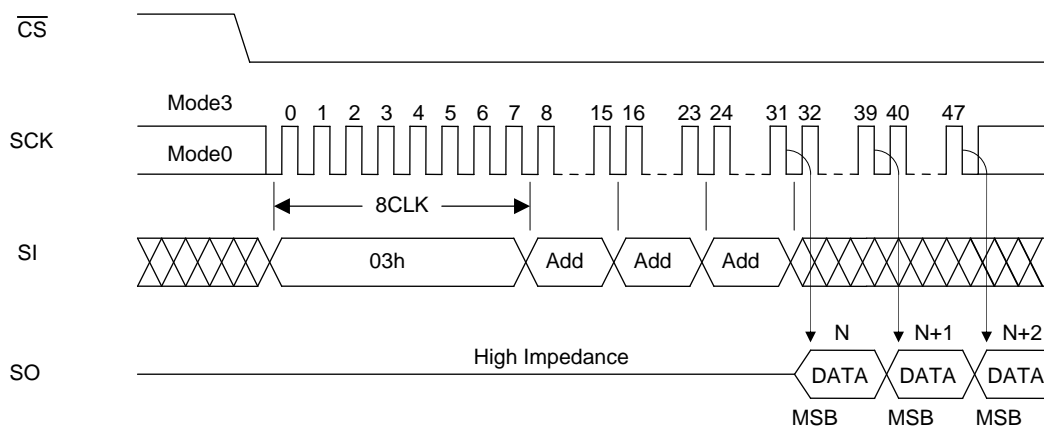 CS
Mode3
0 1 2 3 4 5 6 7 8 15 16 23 24 31 32 39 40 47
SCK
Mode0
8CLK
SI
03h Add Add Add
N N+1 N+2
High Impedance
SO
DATA DATA DATA
MSB MSB MSB